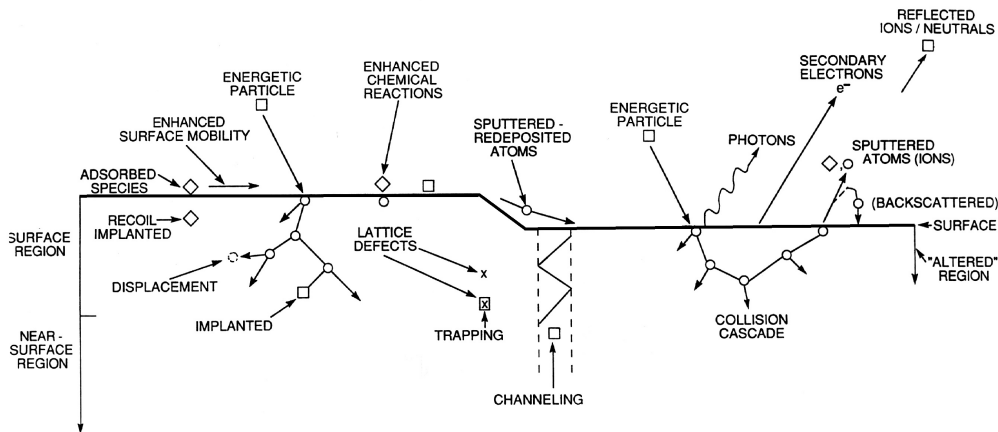 REFLECTED
IONS / NEUTRALS
SECONDARY
ELECTRONS
e–
ENHANCED
CHEMICAL
REACTIONS
ENERGETIC
PARTICLE
ENHANCED
SURFACE MOBILITY
SPUTTERED -
REDEPOSITED
ATOMS
ENERGETIC
PARTICLE
PHOTONS
SPUTTERED
ATOMS (IONS)
ADSORBED
SPECIES
(BACKSCATTERED)
RECOIL
IMPLANTED
SURFACE
LATTICE
DEFECTS
SURFACE
REGION
"ALTERED"
REGION
x
DISPLACEMENT
x
IMPLANTED
TRAPPING
COLLISION
CASCADE
NEAR -
SURFACE
REGION
CHANNELING